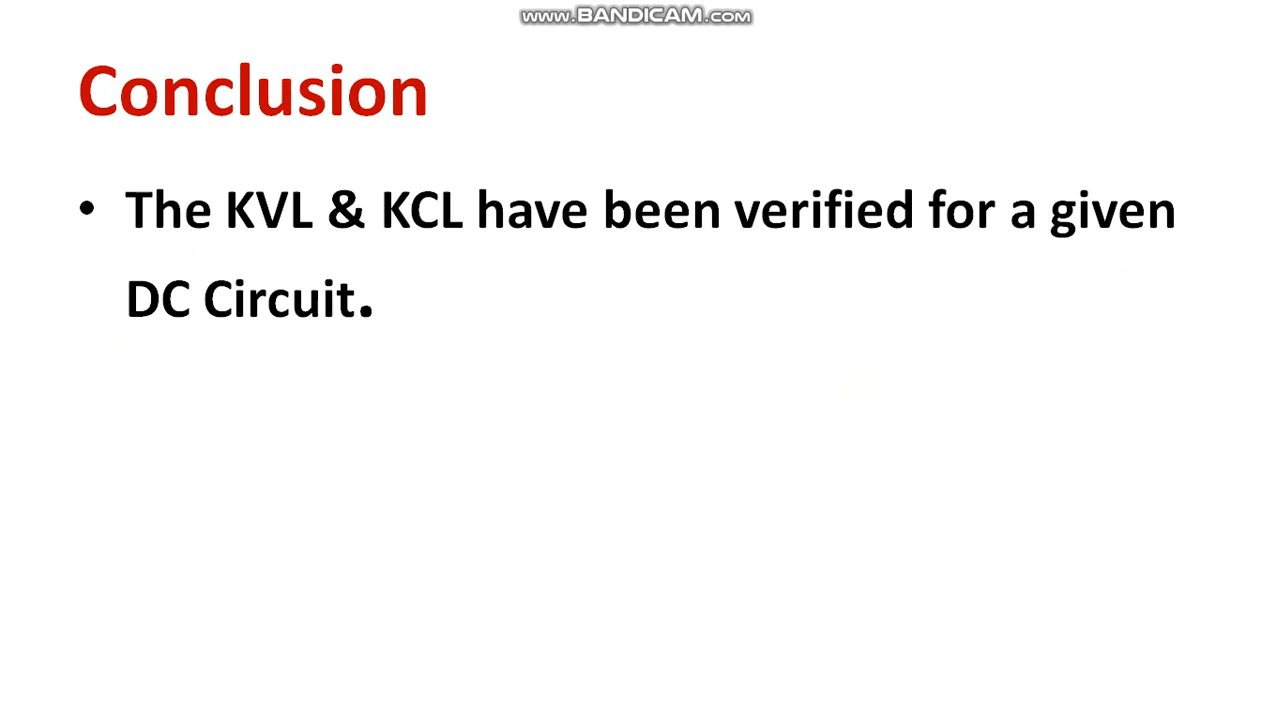 www.BANDICAM.com
Conclusion
• The KVL & KCL have been verified for a given
DC Circuit.